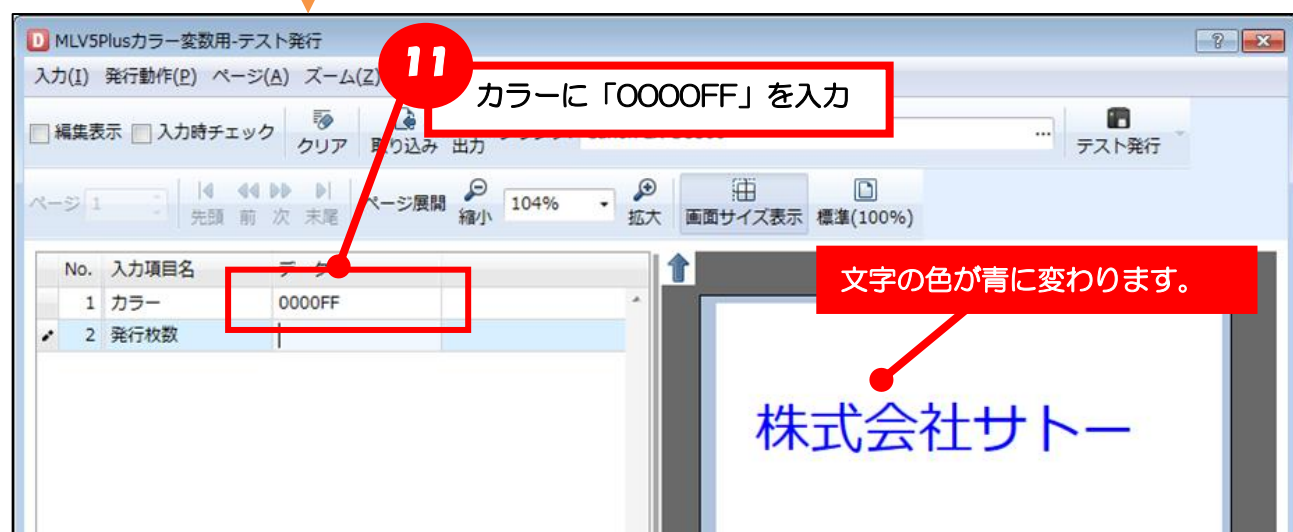 MLV5Plusカラー変数用-テスト発行
入力(I) 発行動作(P) ページ(A) ズーム(Z)
11
カラーに「0000FF」を入力
編集表示 入力時チェック クリア 取り込み 出力 テスト発行
ページ 1 先頭 前 次 末尾 ページ展開 縮小 104% 拡大 画面サイズ表示 標準(100%)
No. 入力項目名
1 カラー 0000FF
2 発行枚数
文字の色が青に変わります。
株式会社サトー